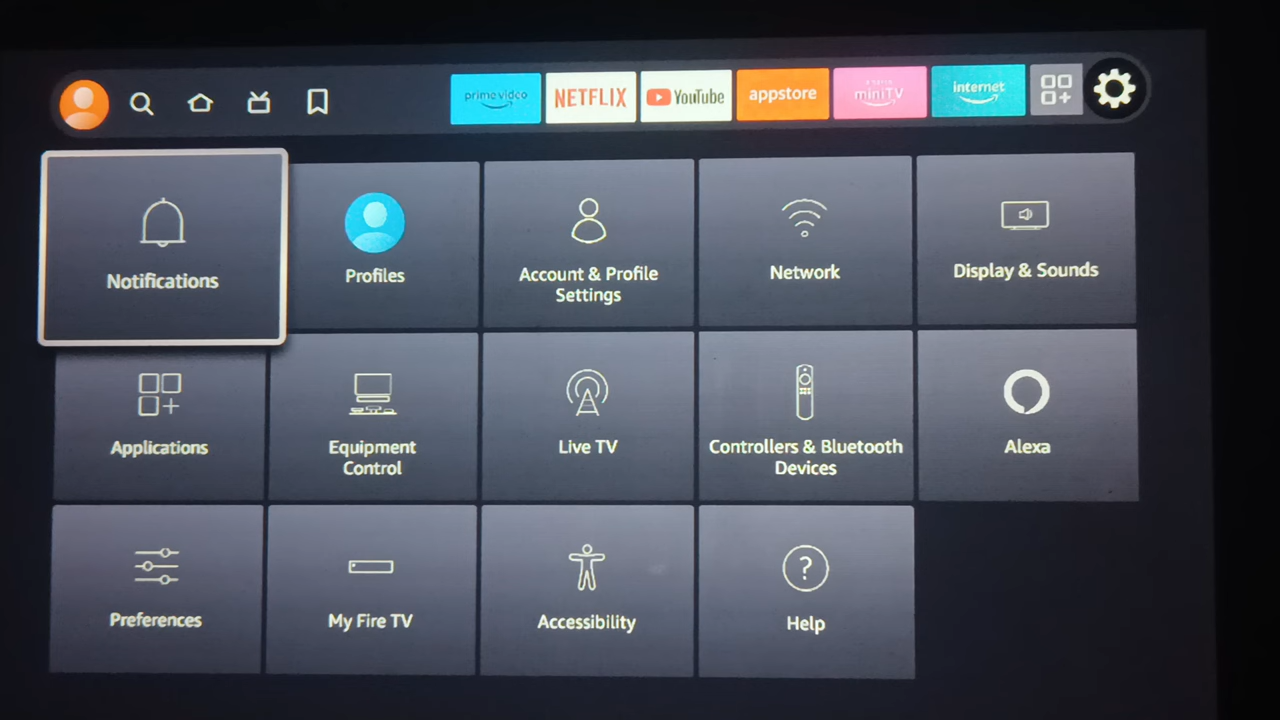 prime video
NETFLIX
YouTube
appstore
miniTV
internet
Notifications
Profiles
Account & Profile
Settings
Network
Display & Sounds
Applications
Equipment
Control
Live TV
Controllers & Bluetooth
Devices
Alexa
Preferences
My Fire TV
Accessibility
?
Help